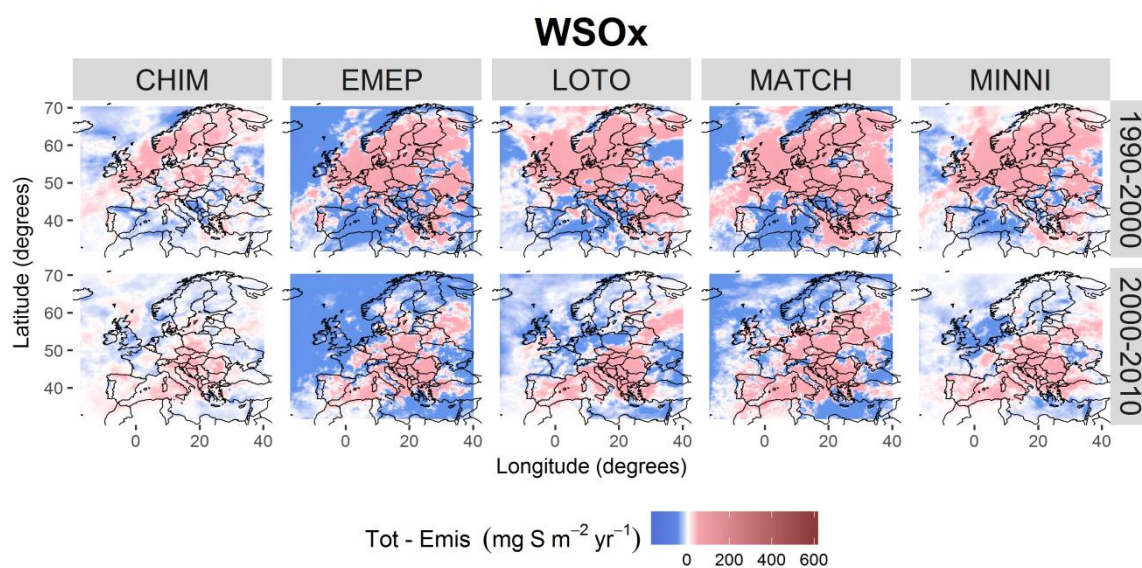 WSOx
CHIM EMEP LOTO MATCH MINNI
70
60
50
40
1990-2000
70
60
50
40
2000-2010
Latitude (degrees)
0 20 40 0 20 40 0 20 40 0 20 40 0 20 40
Longitude (degrees)
Tot - Emis (mg S m⁻² yr⁻¹)
0 200 400 600